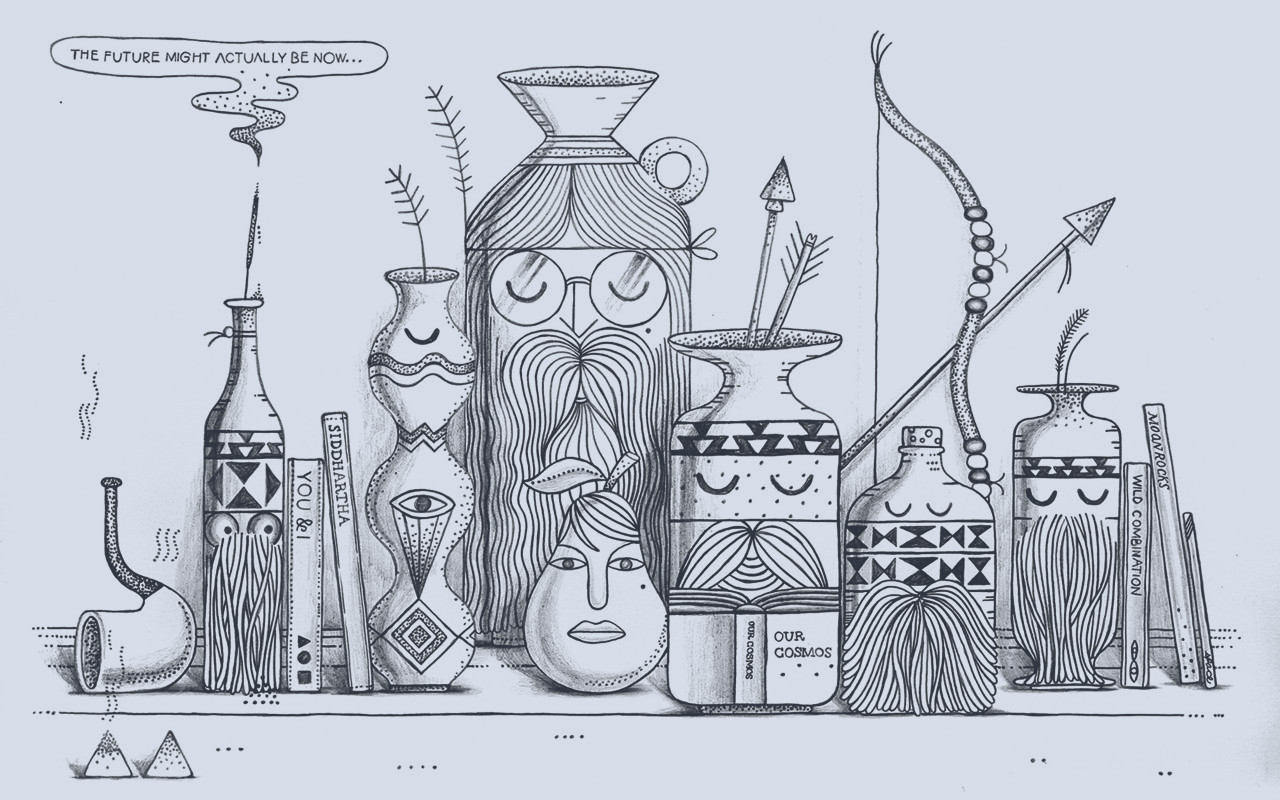 THE FUTURE MIGHT ACTUALLY BE NOW...
YOU & I
SIDDHARTHA
OUR COSMOS
OUR
COSMOS
WILD COMBINATION
MOON ROCKS